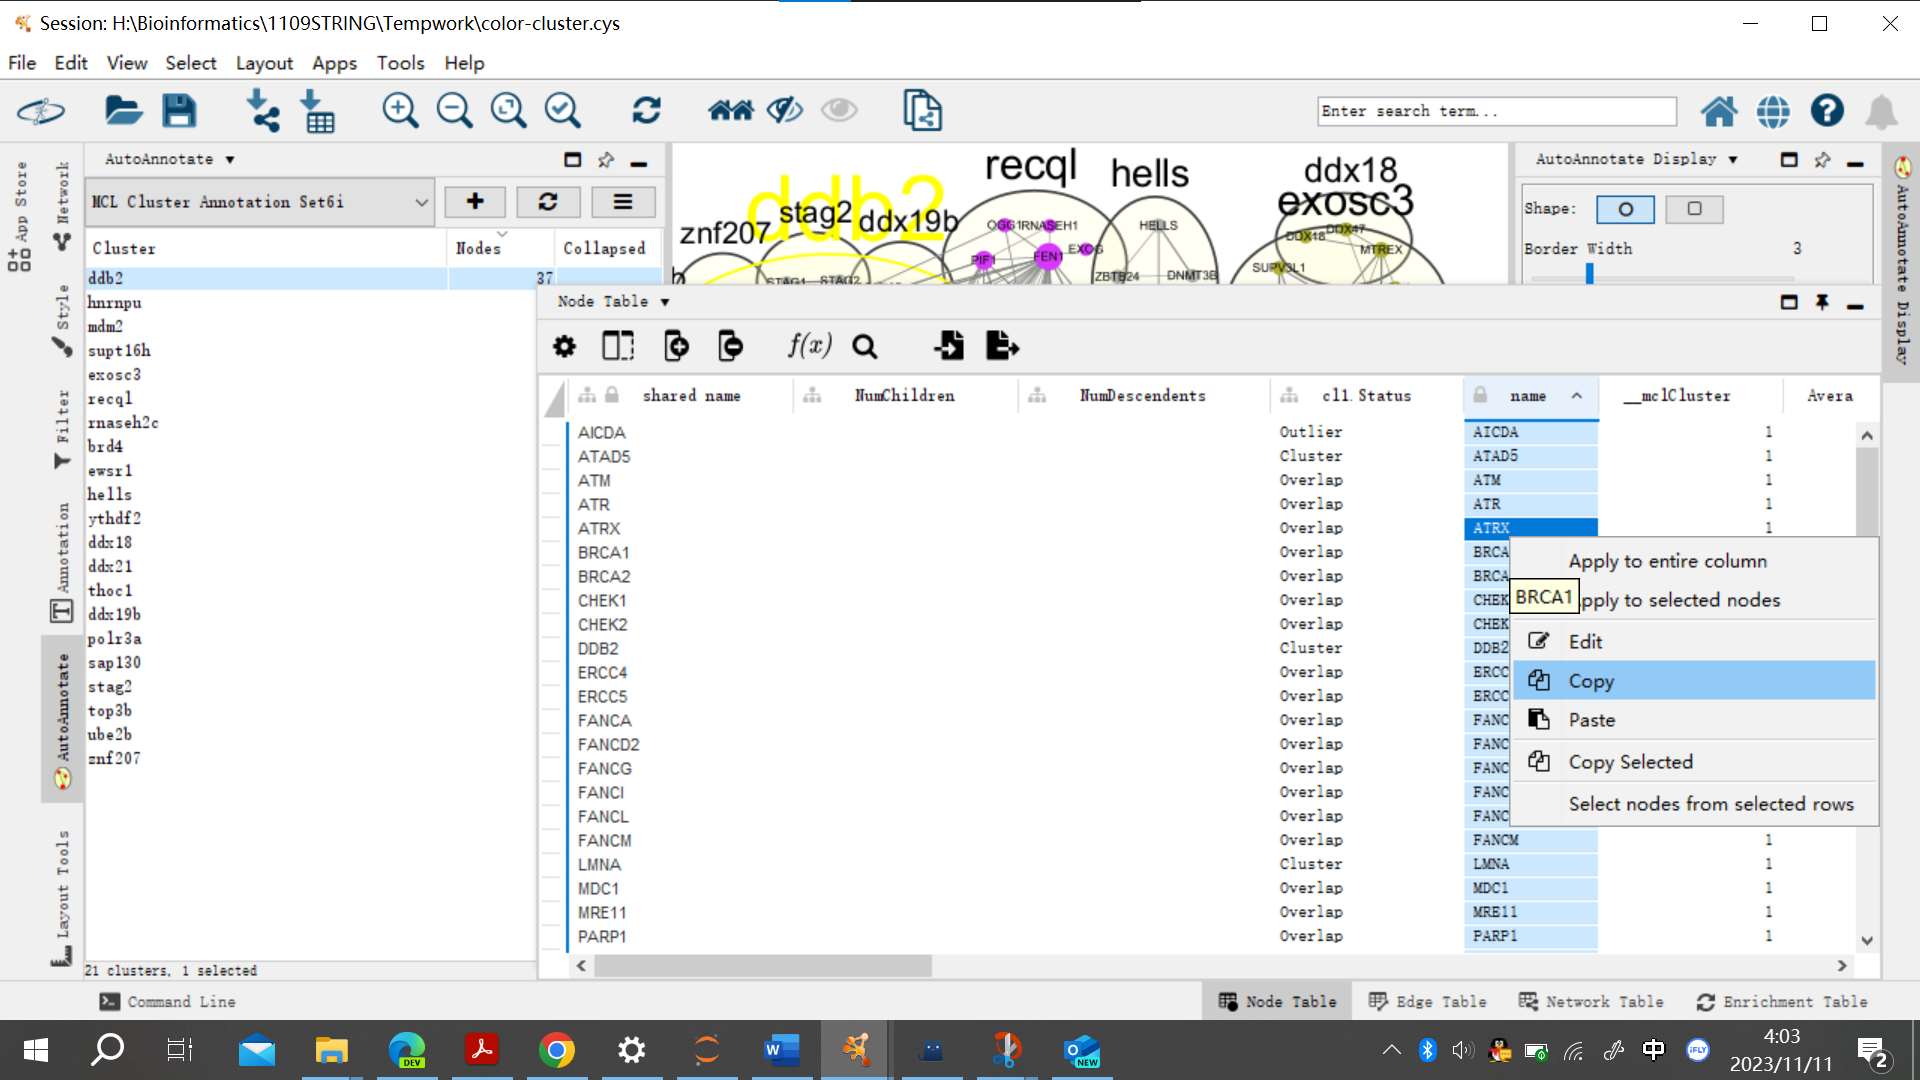 Session: H:\Bioinformatics\1109STRING\Tempwork\color-cluster.cys
File Edit View Select Layout Apps Tools Help
Enter search term...
App Store
Network
Style
Filter
Annotation
AutoAnnotate
Layout Tools
AutoAnnotate
MCL Cluster Annotation Set6i
Cluster Nodes Collapsed
ddb2 37
hnrnpu
mdm2
supt16h
exosc3
recql
rnaseh2c
brd4
ewsr1
hells
ythdf2
ddx18
ddx21
thoc1
ddx19b
polr3a
sap130
stag2
top3b
ube2b
znf207
21 clusters, 1 selected
ddb2
recql
hells
ddx18
exosc3
znf207
stag2
ddx19b
OGG1 RNASEH1
HELLS
DDX18
DDX47
MTREX
PIF1
FEN1
EXOG
ZBTB24
DNMT3B
SUPV3L1
STAG1
STAG2
AutoAnnotate Display
Shape:
Border Width 3
AutoAnnotate Display
Node Table
f(x)
shared name NumChildren NumDescendents cl1.Status name __mclCluster Avera
AICDA Outlier AICDA 1
ATAD5 Cluster ATAD5 1
ATM Overlap ATM 1
ATR Overlap ATR 1
ATRX Overlap ATRX 1
BRCA1 Overlap BRCA
BRCA2 Overlap BRCA
CHEK1 Overlap CHEK
CHEK2 Overlap CHEK
DDB2 Cluster DDB2
ERCC4 Overlap ERCC
ERCC5 Overlap ERCC
FANCA Overlap FANC
FANCD2 Overlap FANC
FANCG Overlap FANC
FANCI Overlap FANC
FANCL Overlap FANC
FANCM Overlap FANCM 1
LMNA Cluster LMNA 1
MDC1 Overlap MDC1 1
MRE11 Overlap MRE11 1
PARP1 Overlap PARP1 1
Apply to entire column
BRCA1
pply to selected nodes
Edit
Copy
Paste
Copy Selected
Select nodes from selected rows
Command Line
Node Table Edge Table Network Table Enrichment Table
DEV
W
NEW
中
iFLY
4:03
2023/11/11
2